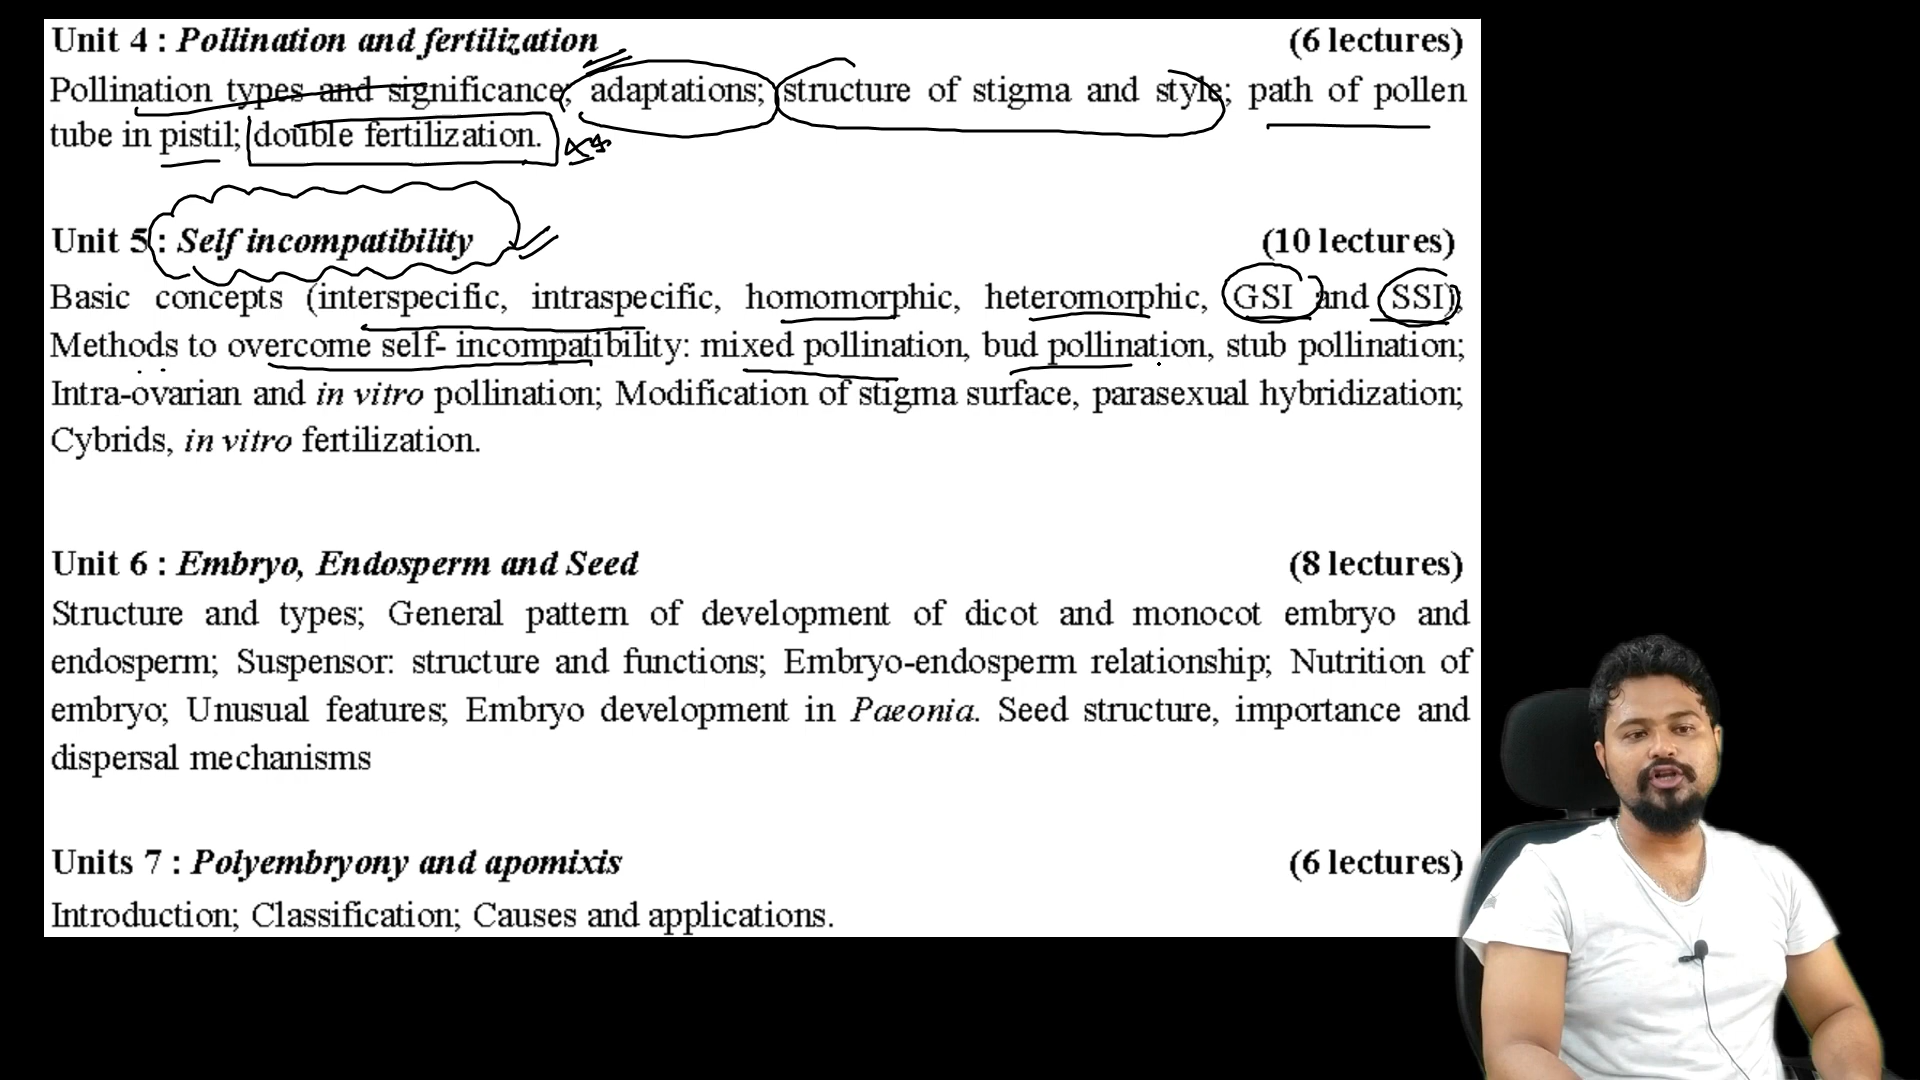 Unit 4 : Pollination and fertilization (6 lectures)
Pollination types and significance; adaptations; structure of stigma and style; path of pollen
tube in pistil; double fertilization.
Unit 5 : Self incompatibility (10 lectures)
Basic concepts (interspecific, intraspecific, homomorphic, heteromorphic, GSI and SSI);
Methods to overcome self- incompatibility: mixed pollination, bud pollination, stub pollination;
Intra-ovarian and in vitro pollination; Modification of stigma surface, parasexual hybridization;
Cybrids, in vitro fertilization.
Unit 6 : Embryo, Endosperm and Seed (8 lectures)
Structure and types; General pattern of development of dicot and monocot embryo and
endosperm; Suspensor: structure and functions; Embryo-endosperm relationship; Nutrition of
embryo; Unusual features; Embryo development in Paeonia. Seed structure, importance and
dispersal mechanisms
Units 7 : Polyembryony and apomixis (6 lectures)
Introduction; Classification; Causes and applications.